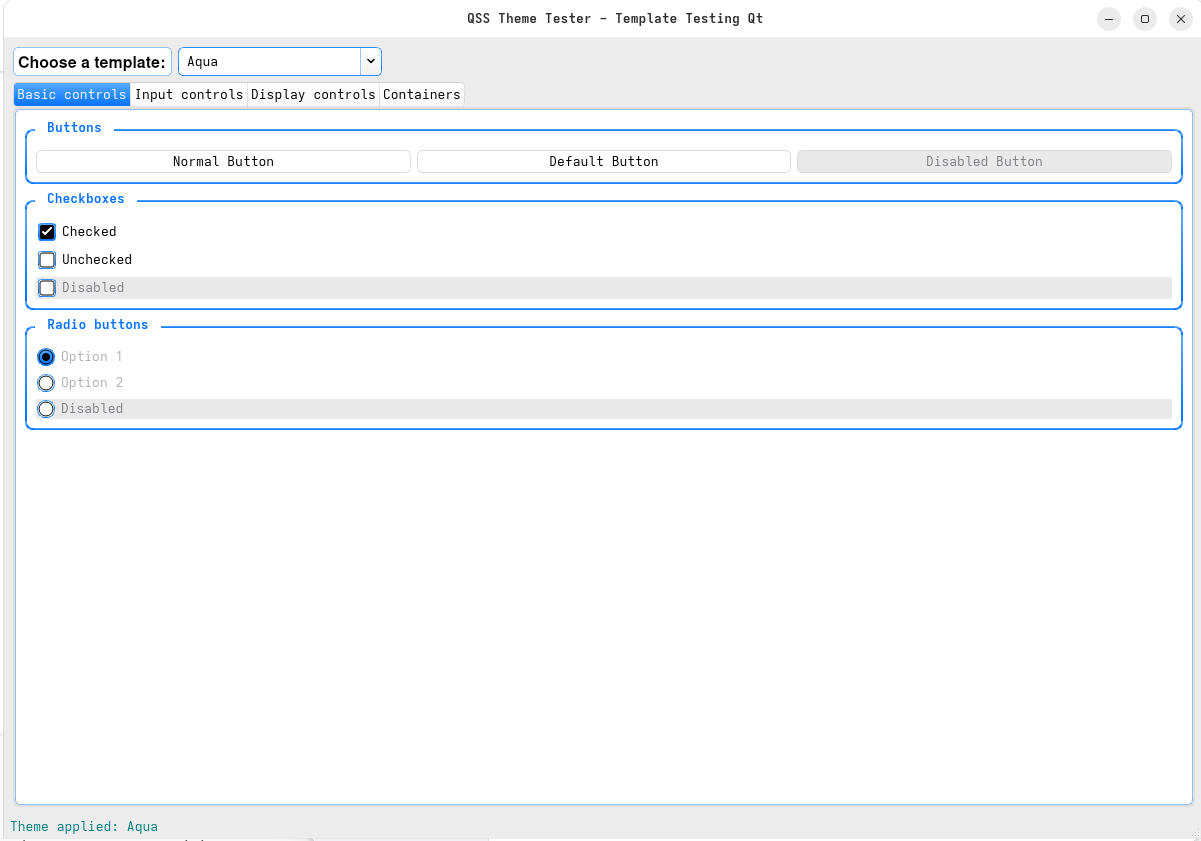 QSS Theme Tester - Template Testing Qt
Choose a template: Aqua
Basic controls Input controls Display controls Containers
Buttons
Normal Button Default Button Disabled Button
Checkboxes
Checked
Unchecked
Disabled
Radio buttons
Option 1
Option 2
Disabled
Theme applied: Aqua